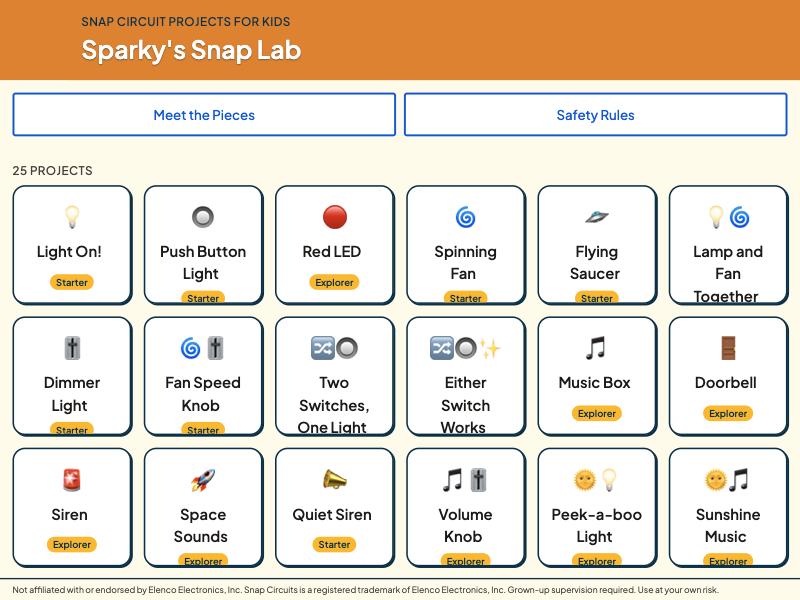 SNAP CIRCUIT PROJECTS FOR KIDS
Sparky's Snap Lab
Meet the Pieces
Safety Rules
25 PROJECTS
Light On!
Starter
Push Button
Light
Starter
Red LED
Explorer
Spinning
Fan
Starter
Flying
Saucer
Starter
Lamp and
Fan
Together
Dimmer
Light
Starter
Fan Speed
Knob
Starter
Two
Switches,
One Light
Either
Switch
Works
Music Box
Explorer
Doorbell
Explorer
Siren
Explorer
Space
Sounds
Explorer
Quiet Siren
Starter
Volume
Knob
Explorer
Peek-a-boo
Light
Explorer
Sunshine
Music
Explorer
Not affiliated with or endorsed by Elenco Electronics, Inc. Snap Circuits is a registered trademark of Elenco Electronics, Inc. Grown-up supervision required. Use at your own risk.